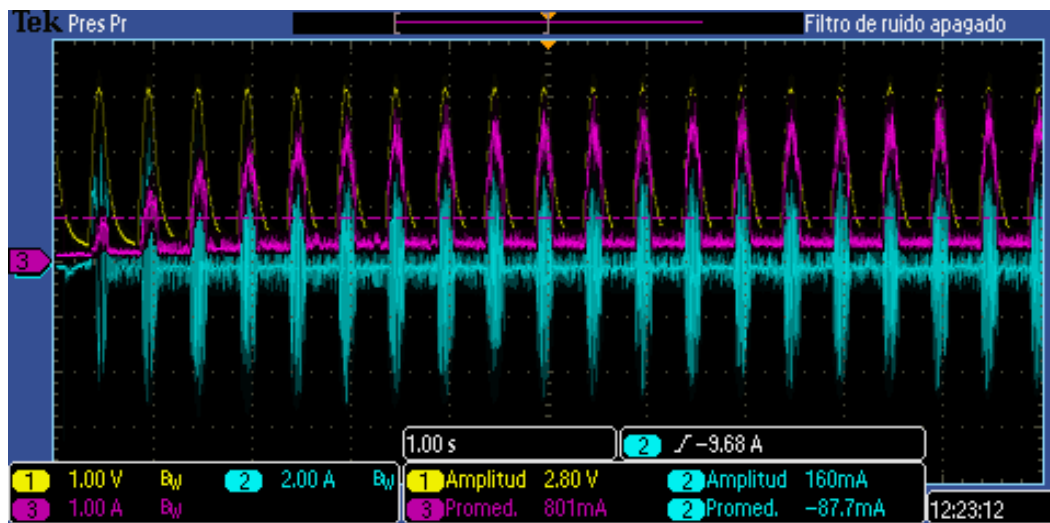 Tek Pres Pr Filtro de ruido apagado
3
1.00 s 2 -9.68 A
1 1.00 V Bw 2 2.00 A Bw 1 Amplitud 2.80 V 2 Amplitud 160mA
3 1.00 A Bw 3 Promed. 801mA 2 Promed. -87.7mA 12:23:12